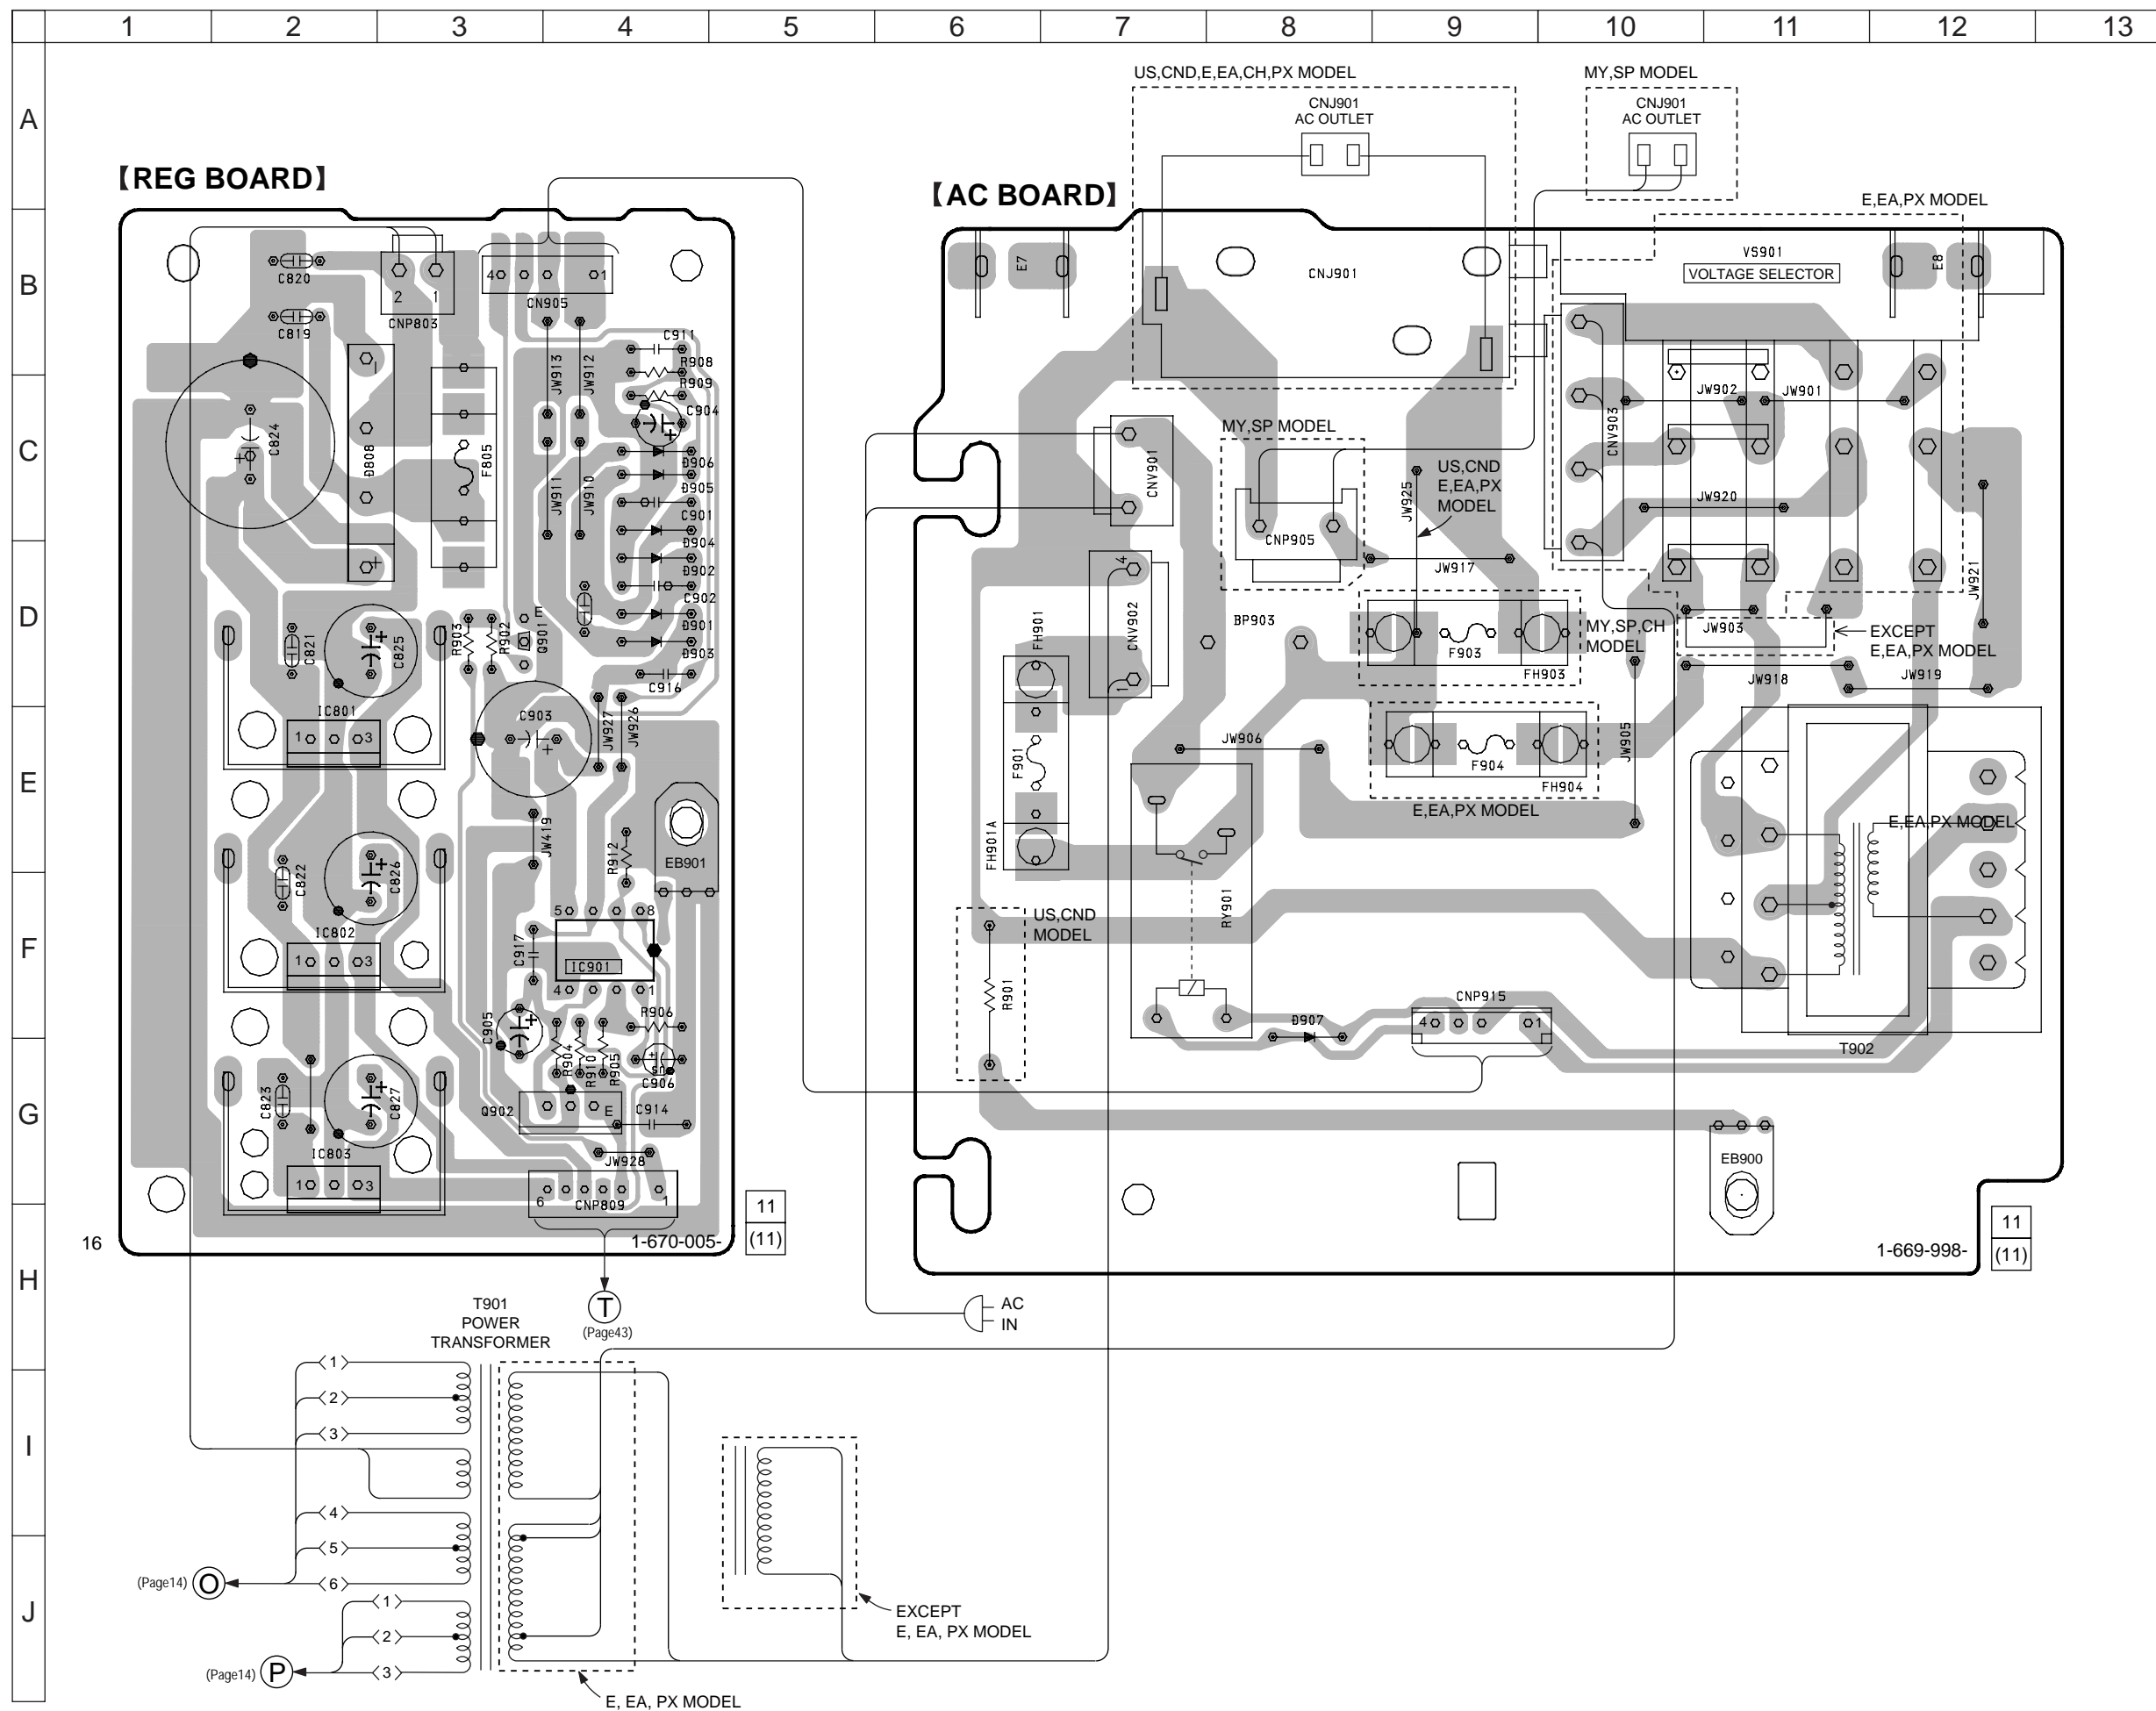 1 2 3 4 5 6 7 8 9 10 11 12 13
A
B
C
D
E
F
G
H
I
J
US,CND,E,EA,CH,PX MODEL
CNJ901
AC OUTLET
MY,SP MODEL
CNJ901
AC OUTLET
E,EA,PX MODEL
【REG BOARD】
C820
C819
2 1
CNP803
4 1
CN905
C911
R908
R909
C904
JW913
JW912
C824
+
D808
-
+
F805
JW911
JW910
D906
D905
C901
D904
D902
C902
D901
D903
C916
R903
R902
Q901
E
C821
C825
+
IC801
1 3
C903
+
JW927
JW926
JW419
R912
EB901
C822
C826
+
IC802
1 3
5 8
C917
IC901
4 1
C905
+
R906
R904
R910
R905
C906
+
Q902
E
C914
C823
C827
+
IC803
1 3
JW928
6 1
CNP809
16
1-670-005-
11
(11)
T
(Page43)
【AC BOARD】
E7
CNJ901
VS901
VOLTAGE SELECTOR
E8
CNV901
MY,SP MODEL
CNP905
JW925
US,CND
E,EA,PX
MODEL
JW917
CNV903
JW902
JW901
JW920
JW921
FH901
4
CNV902
1
BP903
F903
FH903
MY,SP,CH
MODEL
JW903
EXCEPT
E,EA,PX MODEL
JW918
JW919
F901
FH901A
JW906
F904
FH904
E,EA,PX MODEL
JW905
E,EA,PX MODEL
RY901
US,CND
MODEL
R901
D907
CNP915
4 1
T902
EB900
1-669-998-
11
(11)
AC
IN
T901
POWER
TRANSFORMER
1
2
3
4
5
6
(Page14) O
1
2
3
(Page14) P
E, EA, PX MODEL
EXCEPT
E, EA, PX MODEL